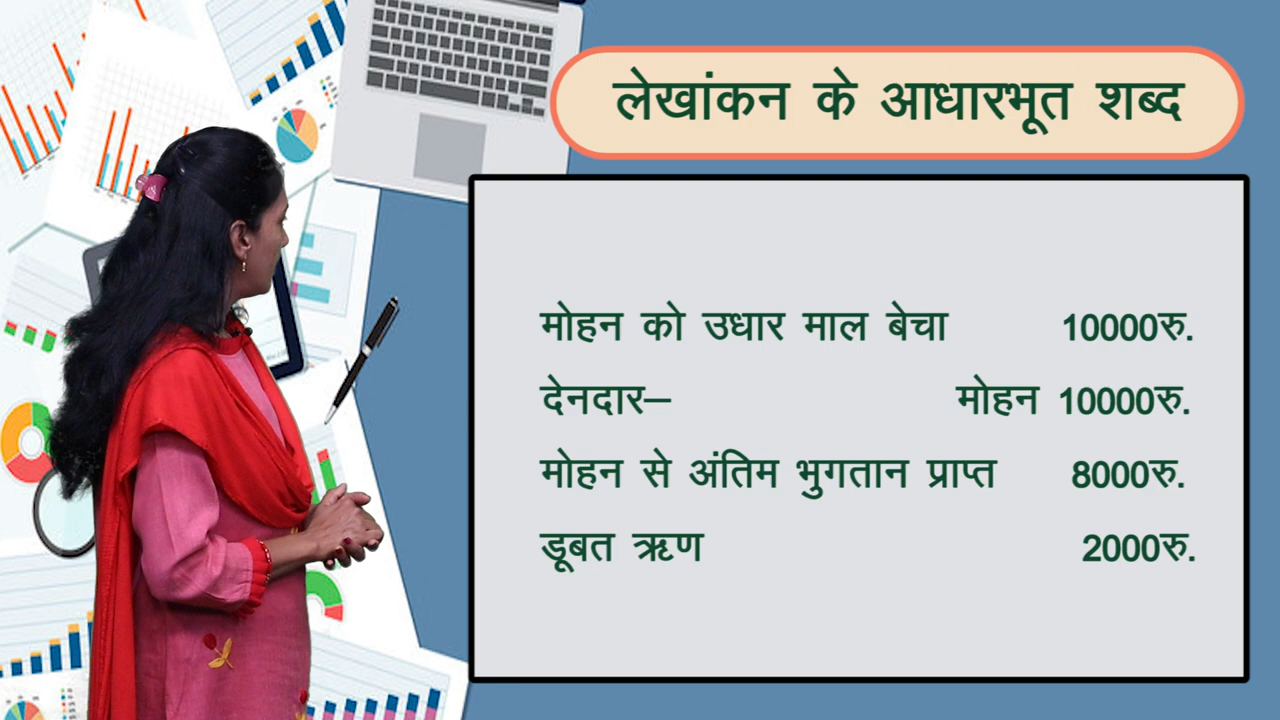 लेखांकन के आधारभूत शब्द
मोहन को उधार माल बेचा 10000रु.
देनदार– मोहन 10000रु.
मोहन से अंतिम भुगतान प्राप्त 8000रु.
डूबत ऋण 2000रु.